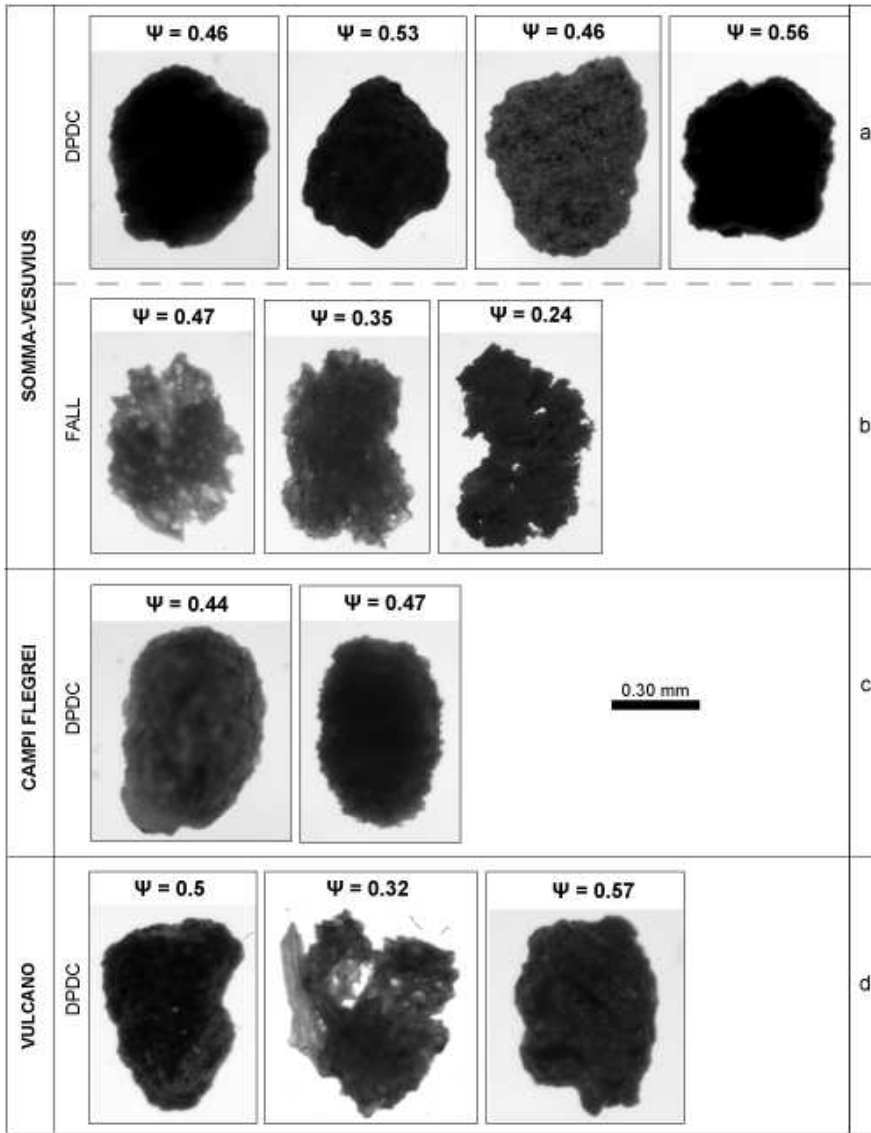 SOMMA-VESUVIUS
DPDC
Ψ = 0.46
Ψ = 0.53
Ψ = 0.46
Ψ = 0.56
a
FALL
Ψ = 0.47
Ψ = 0.35
Ψ = 0.24
b
CAMPI FLEGREI
DPDC
Ψ = 0.44
Ψ = 0.47
0.30 mm
c
VULCANO
DPDC
Ψ = 0.5
Ψ = 0.32
Ψ = 0.57
d